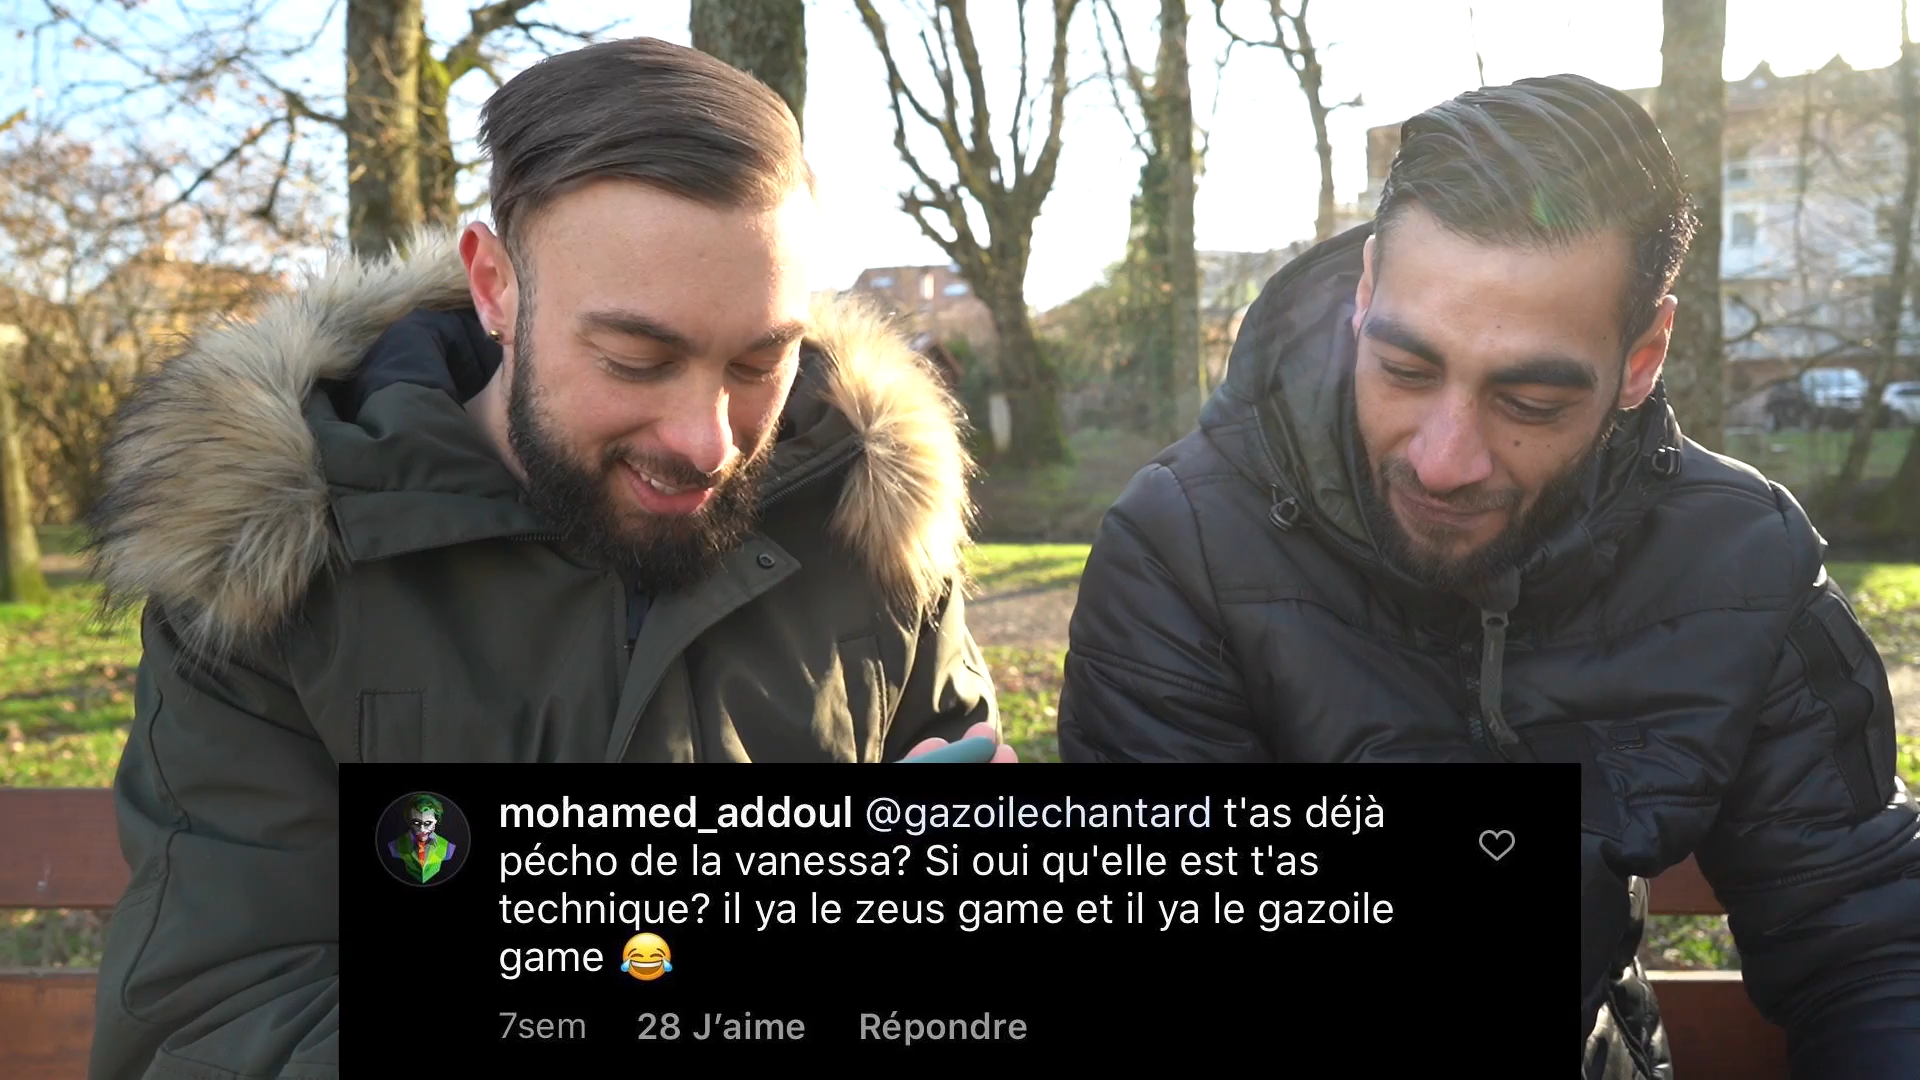 mohamed_addoul @gazoilechantard t'as déjà
pécho de la vanessa? Si oui qu'elle est t'as
technique? il ya le zeus game et il ya le gazoile
game 😂
7sem 28 J’aime Répondre